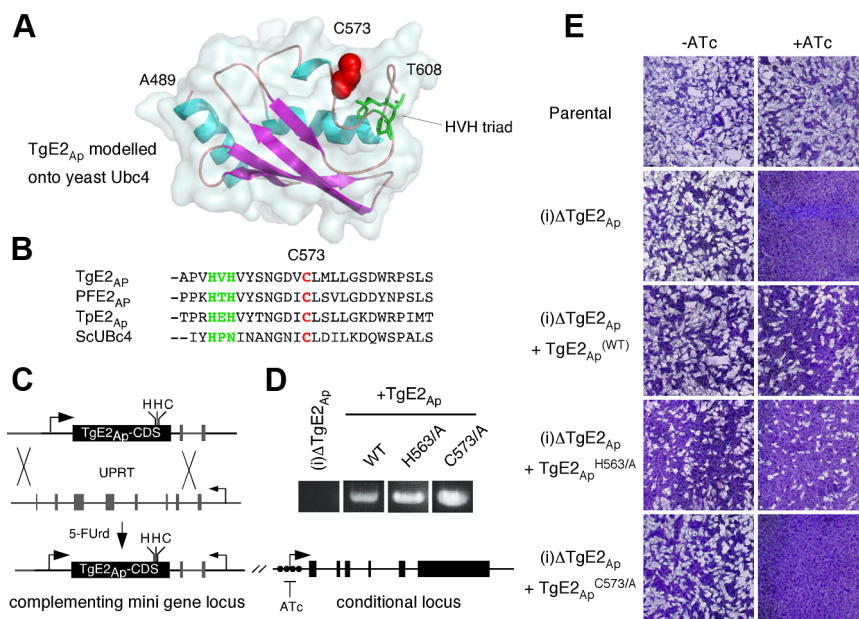 A
C573
A489
T608
HVH triad
TgE2Ap modelled
onto yeast Ubc4
B
C573
TgE2AP -APVHVHVYSNGDVCLMLLGSDWRPSLS
PFE2AP -PPKHTHVYSNGDICLSVLGDDYNPSLS
TpE2Ap -TPRHEHVYTNGDICLSLLGKDWRPIMT
ScUBc4 --IYHPNINANGNICLDILKDQWSPALS
C
HHC
TgE2Ap-CDS
UPRT
5-FUrd
HHC
TgE2Ap-CDS
complementing mini gene locus
//
ATc
conditional locus
D
(i)ΔTgE2Ap
+TgE2Ap
WT
H563/A
C573/A
E
-ATc +ATc
Parental
(i)ΔTgE2Ap
(i)ΔTgE2Ap
+ TgE2Ap(WT)
(i)ΔTgE2Ap
+ TgE2ApH563/A
(i)ΔTgE2Ap
+ TgE2ApC573/A